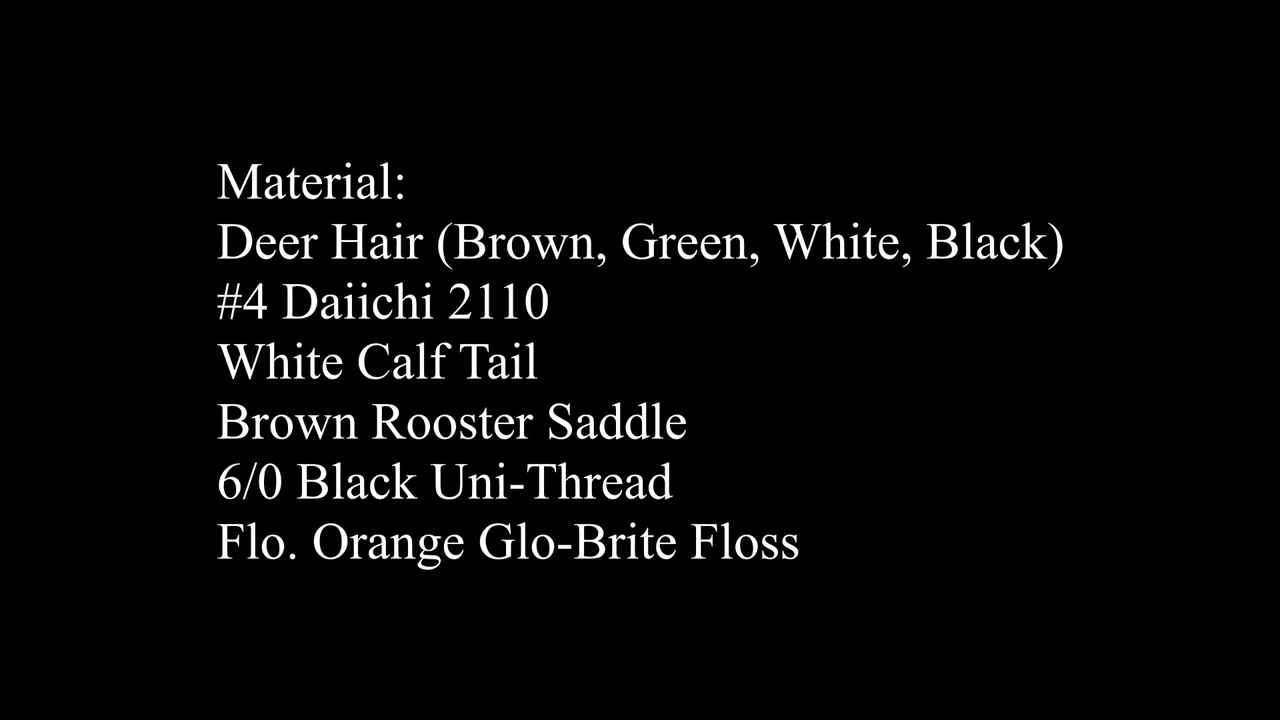 Material:
Deer Hair (Brown, Green, White, Black)
#4 Daiichi 2110
White Calf Tail
Brown Rooster Saddle
6/0 Black Uni-Thread
Flo. Orange Glo-Brite Floss